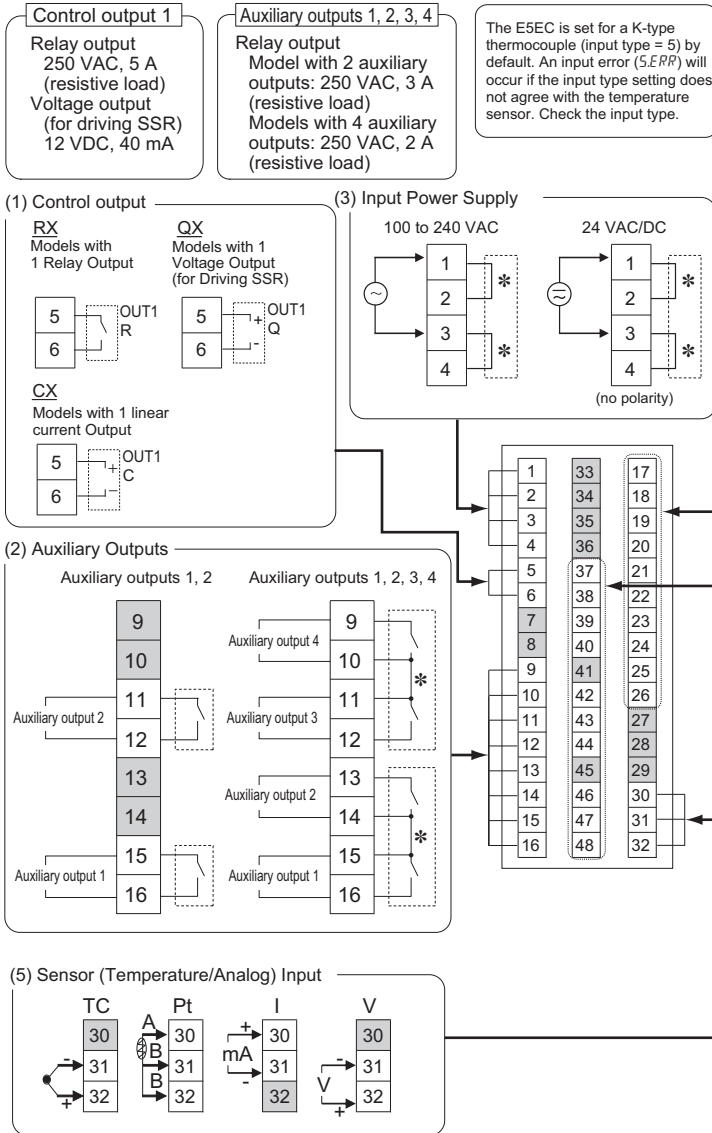 Control output 1
Relay output
250 VAC, 5 A
(resistive load)
Voltage output
(for driving SSR)
12 VDC, 40 mA
Auxiliary outputs 1, 2, 3, 4
Relay output
Model with 2 auxiliary
outputs: 250 VAC, 3 A
(resistive load)
Models with 4 auxiliary
outputs: 250 VAC, 2 A
(resistive load)
The E5EC is set for a K-type
thermocouple (input type = 5) by
default. An input error (S.ERR) will
occur if the input type setting does
not agree with the temperature
sensor. Check the input type.
(1) Control output
RX
Models with
1 Relay Output
5
6
OUT1
R
QX
Models with 1
Voltage Output
(for Driving SSR)
5
6
+
-
OUT1
Q
CX
Models with 1 linear
current Output
5
6
+
-
OUT1
C
(3) Input Power Supply
100 to 240 VAC
1
2
3
4
*
*
24 VAC/DC
1
2
3
4
*
*
(no polarity)
(2) Auxiliary Outputs
Auxiliary outputs 1, 2
9
10
11
12
13
14
15
16
Auxiliary output 2
Auxiliary output 1
Auxiliary outputs 1, 2, 3, 4
9
10
11
12
13
14
15
16
Auxiliary output 4
Auxiliary output 3
Auxiliary output 2
Auxiliary output 1
*
*
1 33 17
2 34 18
3 35 19
4 36 20
5 37 21
6 38 22
7 39 23
8 40 24
9 41 25
10 42 26
11 43 27
12 44 28
13 45 29
14 46 30
15 47 31
16 48 32
(5) Sensor (Temperature/Analog) Input
TC
30
- 31
+ 32
Pt
A 30
B 31
B 32
I
+ 30
mA
- 31
32
V
30
- 31
V
+ 32